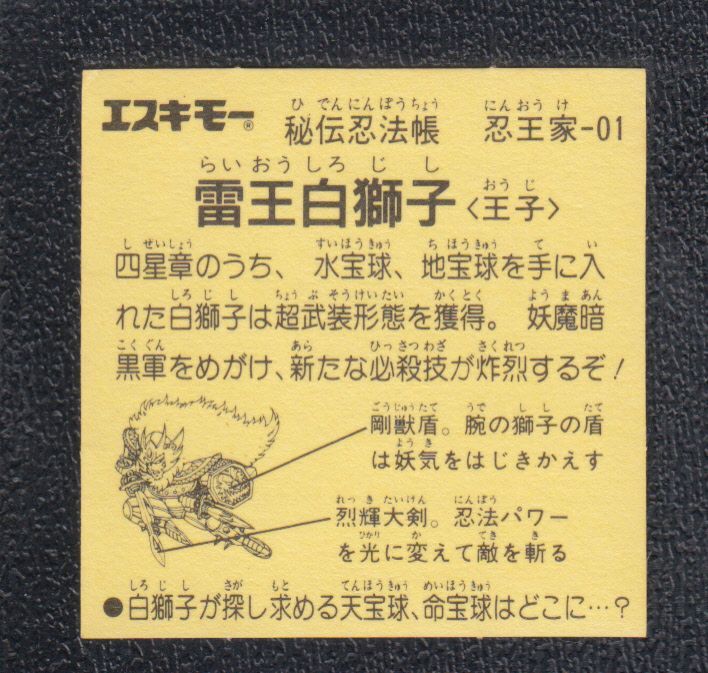 エスキモー® 秘伝忍法帳 忍王家-01
ひでんにんぽうちょう にんおうけ
らいおうしろじし
雷王白獅子〈王子〉
おうじ
しせいしょう すいほうきゅう ちほうきゅう て い
四星章のうち、水宝球、地宝球を手に入
しろじし ちょうぶそうけいたい かくとく ようまあん
れた白獅子は超武装形態を獲得。妖魔暗
こくぐん あら ひっさつわざ さくれつ
黒軍をめがけ、新たな必殺技が炸烈するぞ!
ごうじゅうたて うで しし たて
剛獣盾。腕の獅子の盾
ようき
は妖気をはじきかえす
れっきたいけん にんぽう
烈輝大剣。忍法パワー
ひかり か てき き
を光に変えて敵を斬る
しろじし さが もと てんほうきゅう めいほうきゅう
●白獅子が探し求める天宝球、命宝球はどこに…?